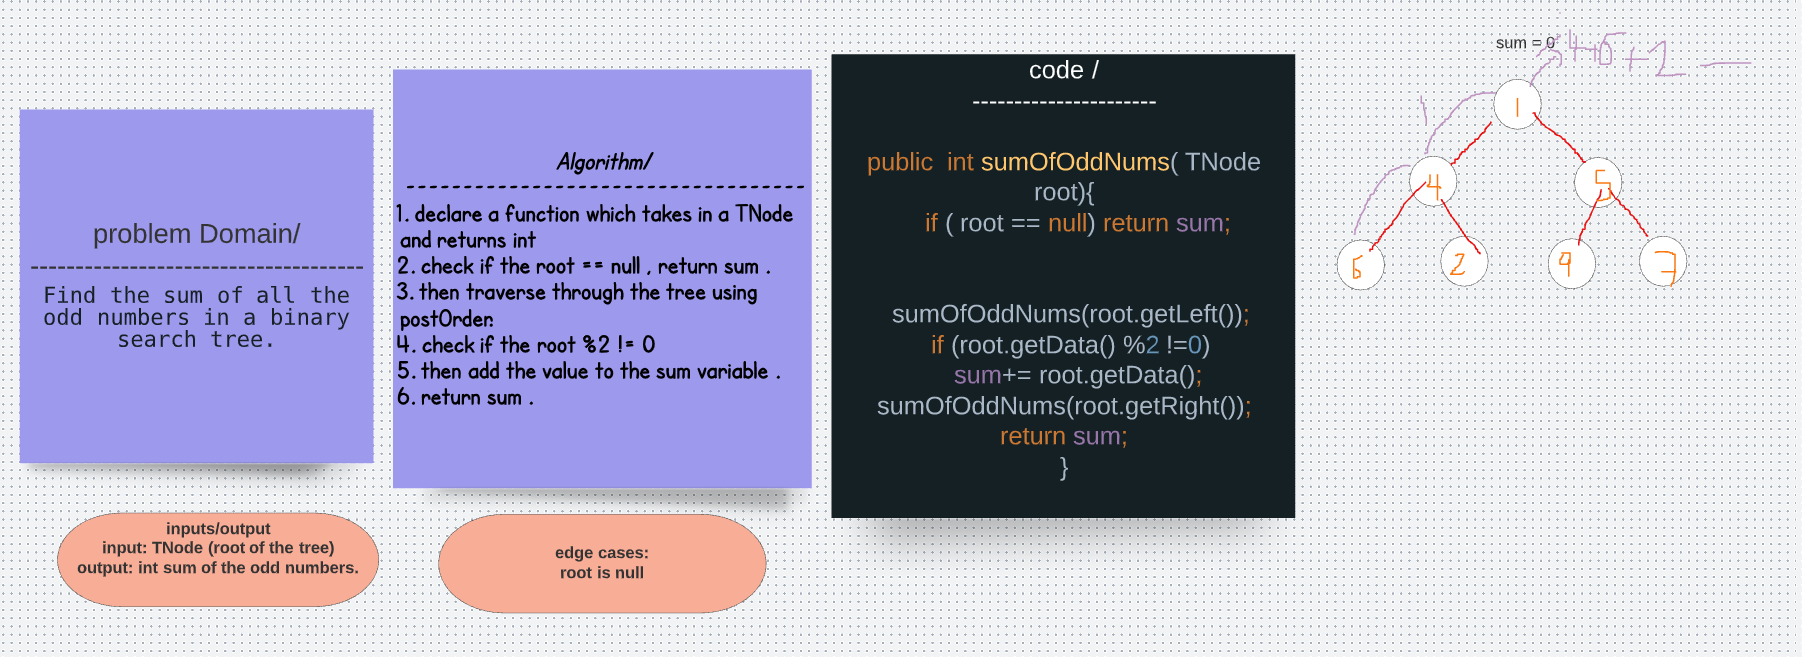 problem Domain/
------------------------------------
Find the sum of all the
odd numbers in a binary
search tree.
inputs/output
input: TNode (root of the tree)
output: int sum of the odd numbers.
Algorithm/
------------------------------------
1. declare a function which takes in a TNode
and returns int
2. check if the root == null , return sum .
3. then traverse through the tree using
postOrder.
4. check if the root %2 != 0
5. then add the value to the sum variable .
6. return sum .
edge cases:
root is null
code /
----------------------
public  int sumOfOddNums( TNode
root){
if ( root == null) return sum;
sumOfOddNums(root.getLeft());
if (root.getData() %2 !=0)
sum+= root.getData();
sumOfOddNums(root.getRight());
return sum;
}
sum = 0
1
4 5
6 2 9 7